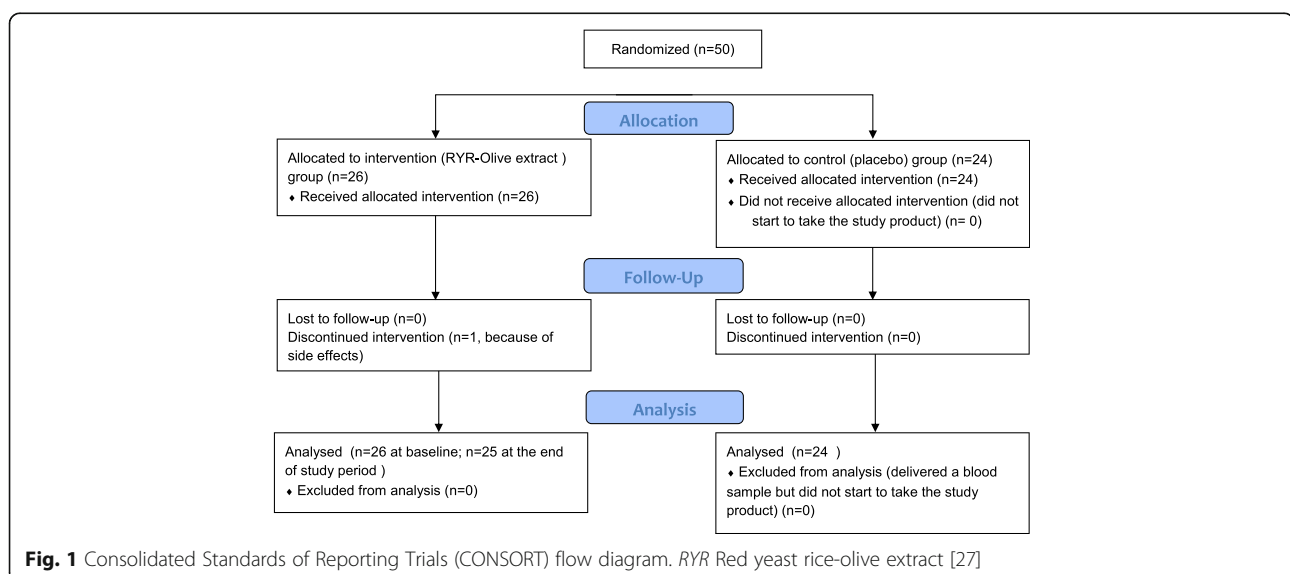 Randomized (n=50)
Allocation
Allocated to intervention (RYR-Olive extract )
group (n=26)
♦ Received allocated intervention (n=26)
Allocated to control (placebo) group (n=24)
♦ Received allocated intervention (n=24)
♦ Did not receive allocated intervention (did not
start to take the study product) (n= 0)
Follow-Up
Lost to follow-up (n=0)
Discontinued intervention (n=1, because of
side effects)
Lost to follow-up (n=0)
Discontinued intervention (n=0)
Analysis
Analysed (n=26 at baseline; n=25 at the end
of study period )
♦ Excluded from analysis (n=0)
Analysed (n=24 )
♦ Excluded from analysis (delivered a blood
sample but did not start to take the study
product) (n=0)
Fig. 1 Consolidated Standards of Reporting Trials (CONSORT) flow diagram. RYR Red yeast rice-olive extract [27]